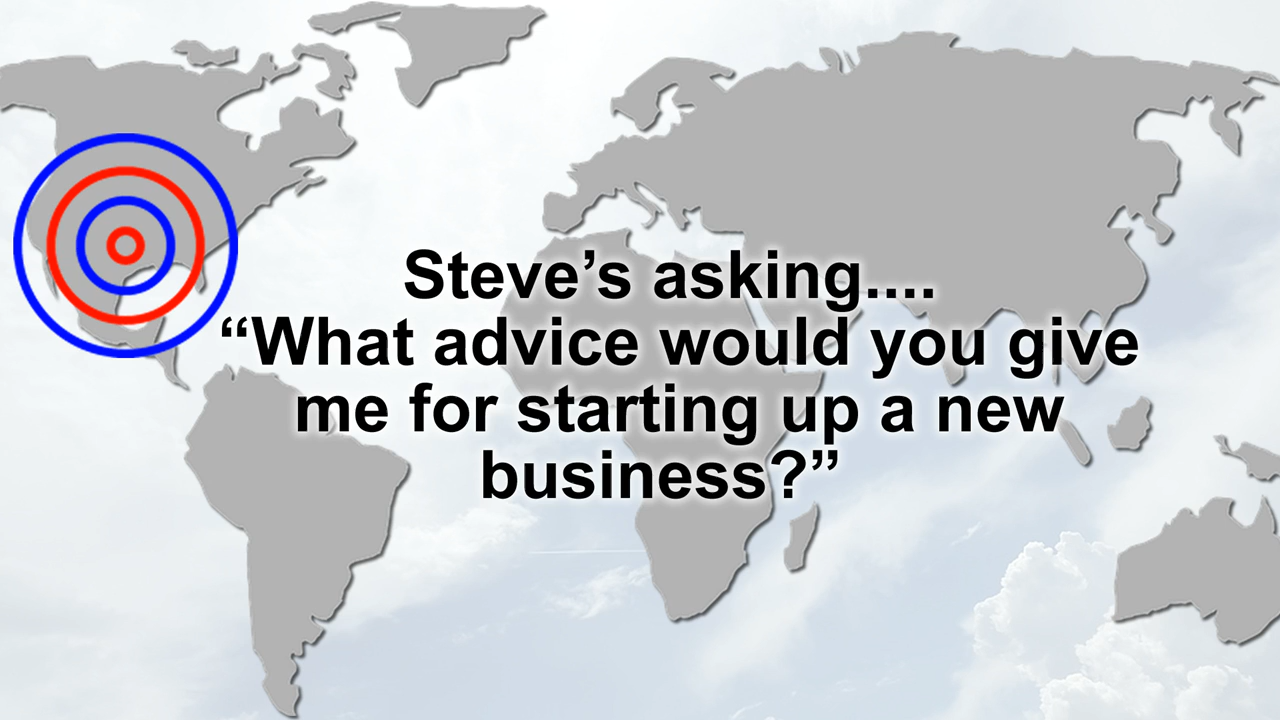 Steve’s asking....
“What advice would you give
me for starting up a new
business?”